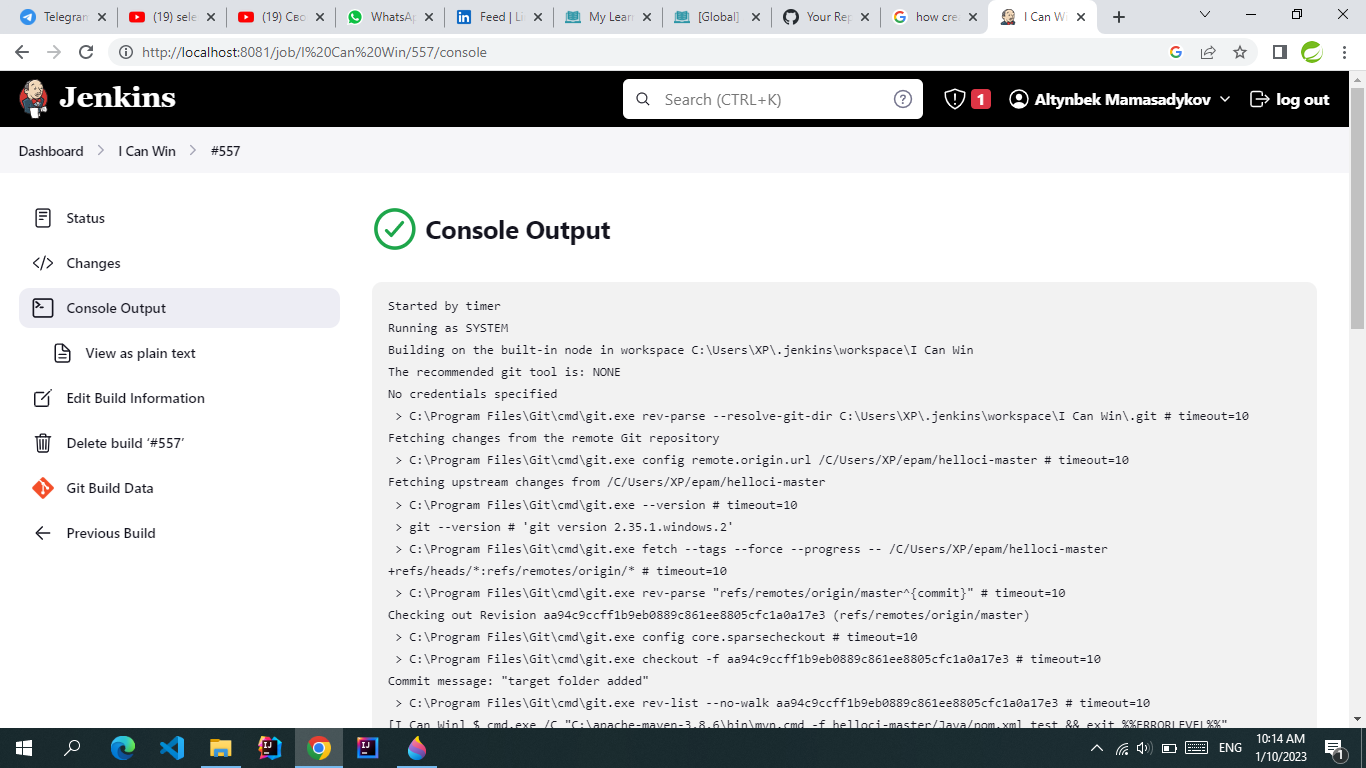 Telegram
(19) sele
(19) Сво
WhatsAp
Feed | Li
My Learn
[Global]
Your Rep
how crea
I Can Wi
http://localhost:8081/job/I%20Can%20Win/557/console
Jenkins
Search (CTRL+K)
1
Altynbek Mamasadykov
log out
Dashboard
I Can Win
#557
Status
Changes
Console Output
View as plain text
Edit Build Information
Delete build ‘#557’
Git Build Data
Previous Build
Console Output
Started by timer
Running as SYSTEM
Building on the built-in node in workspace C:\Users\XP\.jenkins\workspace\I Can Win
The recommended git tool is: NONE
No credentials specified
> C:\Program Files\Git\cmd\git.exe rev-parse --resolve-git-dir C:\Users\XP\.jenkins\workspace\I Can Win\.git # timeout=10
Fetching changes from the remote Git repository
> C:\Program Files\Git\cmd\git.exe config remote.origin.url /C/Users/XP/epam/helloci-master # timeout=10
Fetching upstream changes from /C/Users/XP/epam/helloci-master
> C:\Program Files\Git\cmd\git.exe --version # timeout=10
> git --version # 'git version 2.35.1.windows.2'
> C:\Program Files\Git\cmd\git.exe fetch --tags --force --progress -- /C/Users/XP/epam/helloci-master
+refs/heads/*:refs/remotes/origin/* # timeout=10
> C:\Program Files\Git\cmd\git.exe rev-parse "refs/remotes/origin/master^{commit}" # timeout=10
Checking out Revision aa94c9ccff1b9eb0889c861ee8805cfc1a0a17e3 (refs/remotes/origin/master)
> C:\Program Files\Git\cmd\git.exe config core.sparsecheckout # timeout=10
> C:\Program Files\Git\cmd\git.exe checkout -f aa94c9ccff1b9eb0889c861ee8805cfc1a0a17e3 # timeout=10
Commit message: "target folder added"
> C:\Program Files\Git\cmd\git.exe rev-list --no-walk aa94c9ccff1b9eb0889c861ee8805cfc1a0a17e3 # timeout=10
[I Can Win] $ cmd.exe /C "C:\apache-maven-3.8.6\bin\mvn.cmd -f helloci-master/Java/pom.xml test && exit %%ERRORLEVEL%%"
ENG
10:14 AM
1/10/2023
1